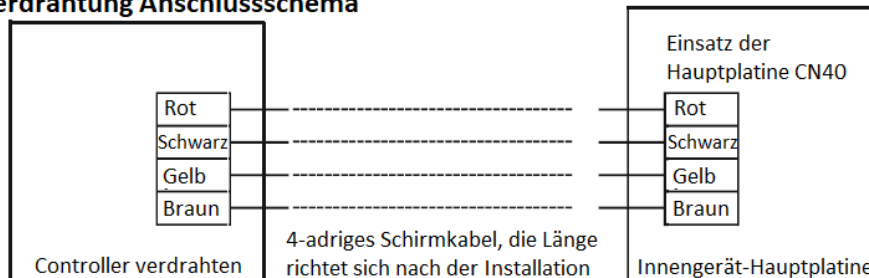 Verdrahtung Anschlussschema
Einsatz der
Hauptplatine CN40
Rot
Schwarz
Gelb
Braun
Rot
Schwarz
Gelb
Braun
Controller verdrahten
4-adriges Schirmkabel, die Länge
richtet sich nach der Installation
Innengerät-Hauptplatine